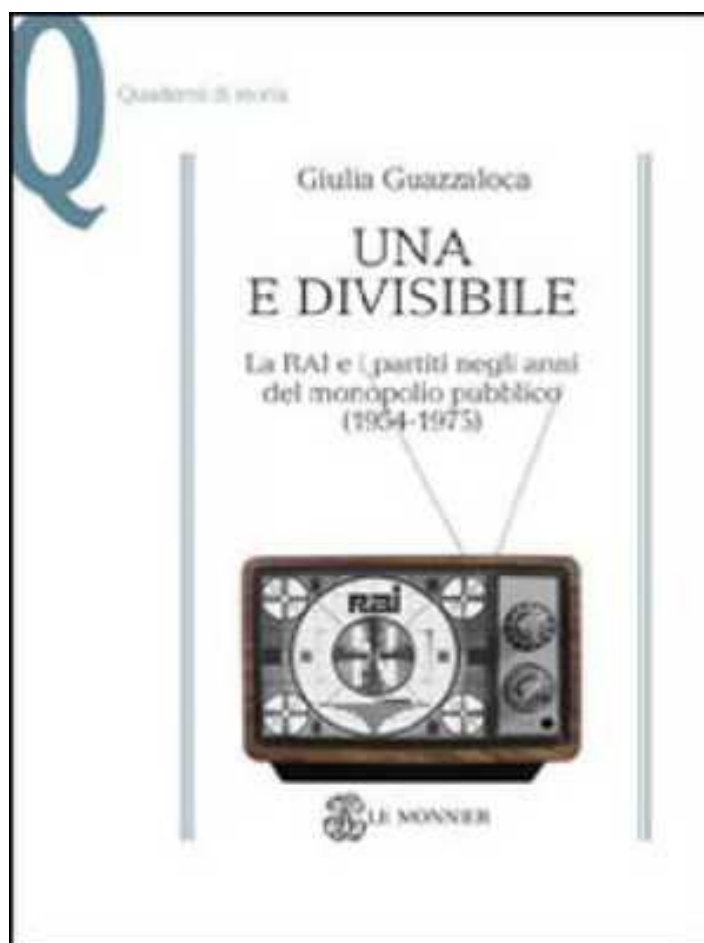 Q
Quaderni di storia
Giulia Guazzaloca
UNA
E DIVISIBILE
La RAI e i partiti negli anni
del monopolio pubblico
(1954-1975)
RAI
LE MONNIER